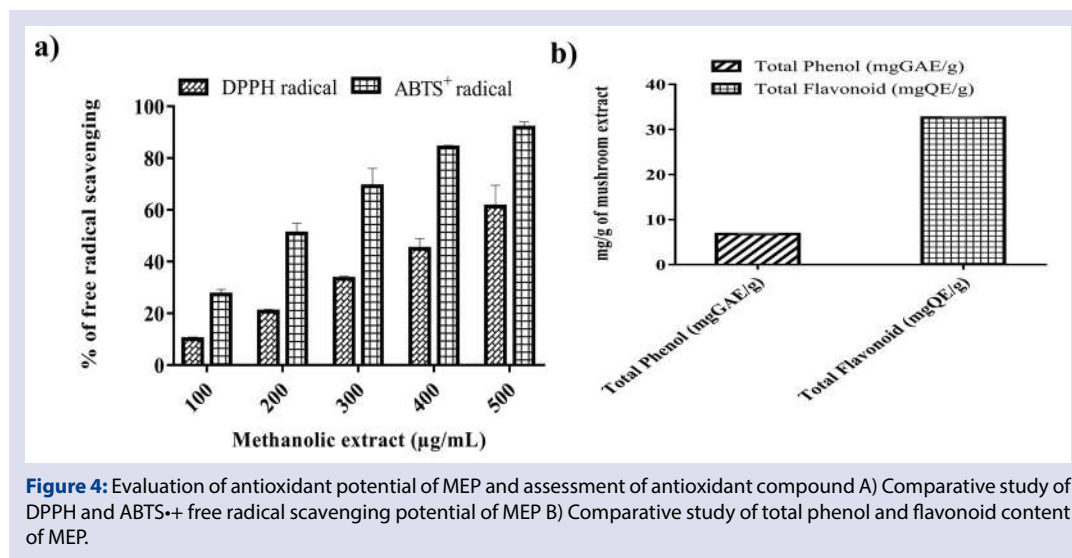 a)
DPPH radical ABTS+ radical
% of free radical scavenging
100
80
60
40
20
0
100 200 300 400 500
Methanolic extract (µg/mL)
b)
Total Phenol (mgGAE/g)
Total Flavonoid (mgQE/g)
mg/g of mushroom extract
40
30
20
10
0
Total Phenol (mgGAE/g)
Total Flavonoid (mgQE/g)
Figure 4: Evaluation of antioxidant potential of MEP and assessment of antioxidant compound A) Comparative study of
DPPH and ABTS•+ free radical scavenging potential of MEP B) Comparative study of total phenol and flavonoid content
of MEP.